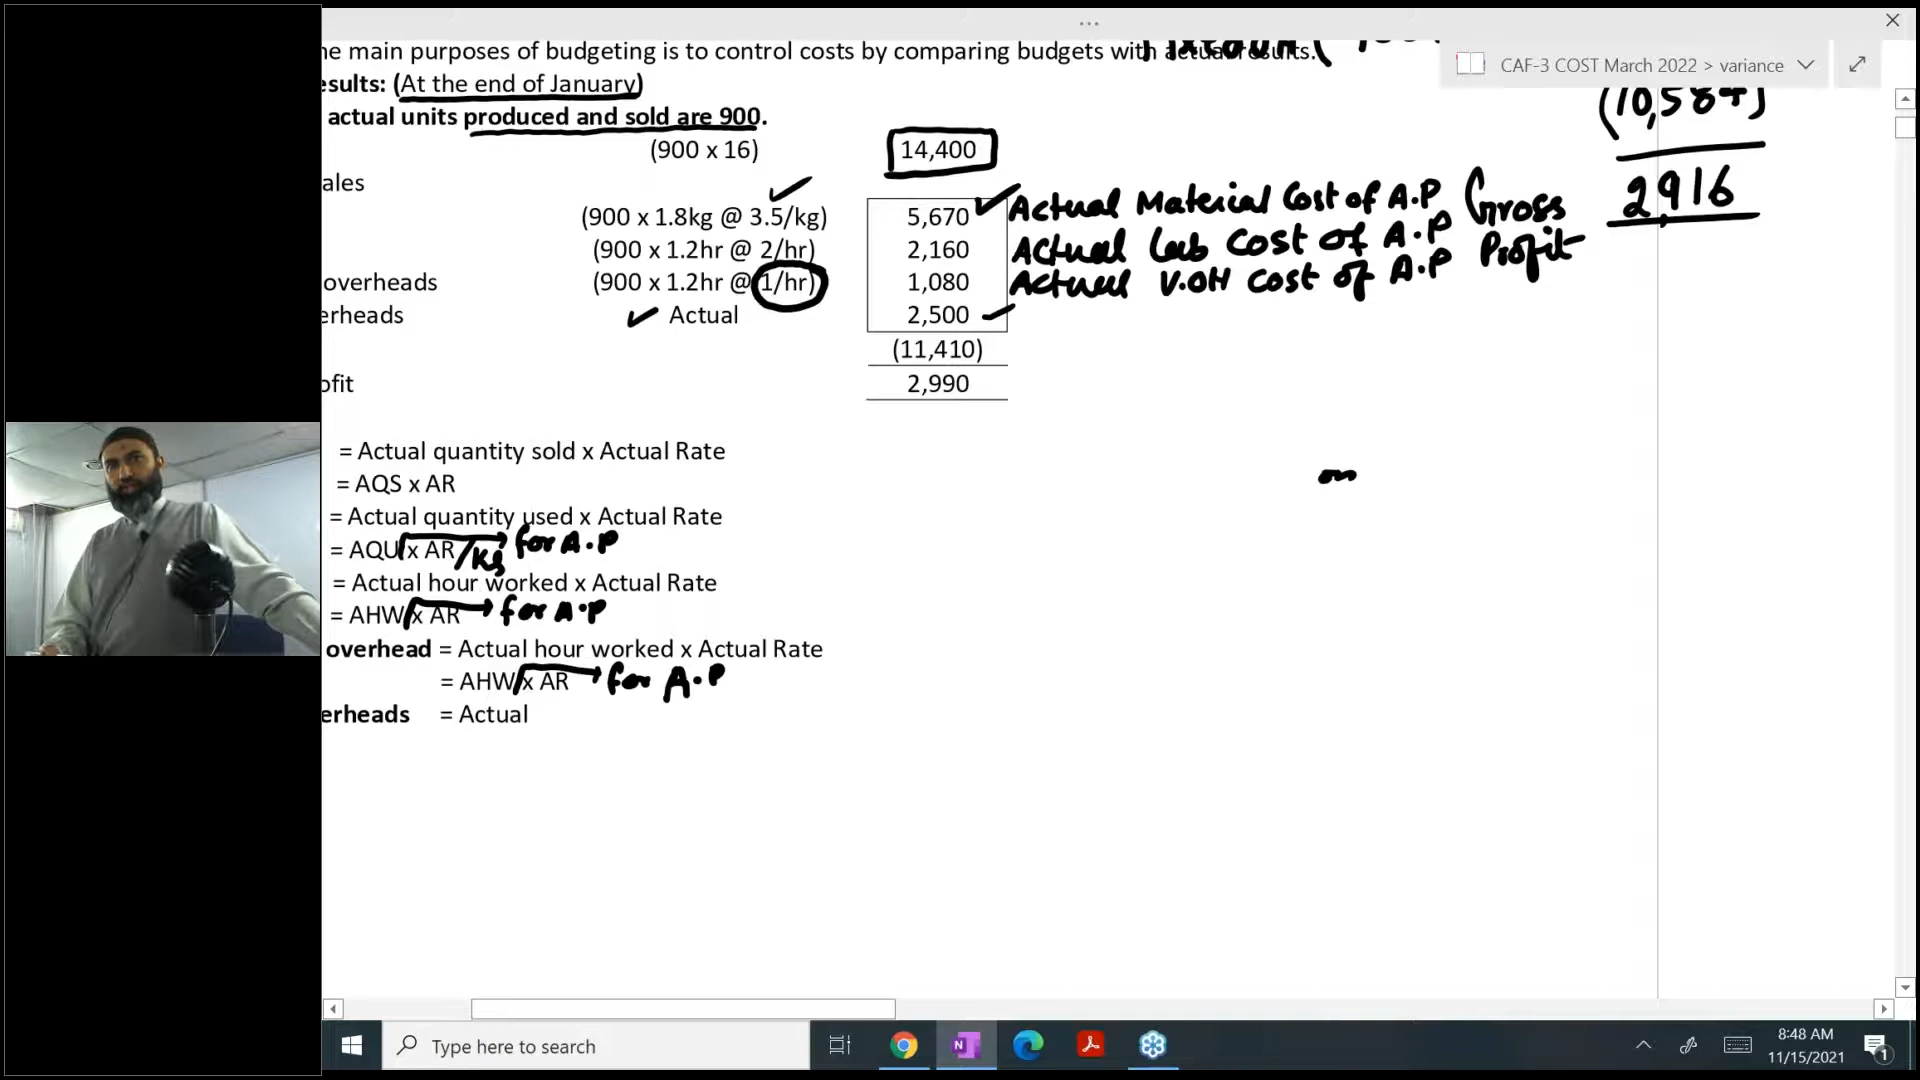 he main purposes of budgeting is to control costs by comparing budgets with actual results.
CAF-3 COST March 2022 > variance
esults: (At the end of January)
(10,584)
actual units produced and sold are 900.
(900 x 16) 14,400
ales
2,916
(900 x 1.8kg @ 3.5/kg) 5,670 Actual Material Cost of A.P Gross
(900 x 1.2hr @ 2/hr) 2,160 Actual Lab Cost of A.P Profit
overheads (900 x 1.2hr @ 1/hr) 1,080 Actual V.OH Cost of A.P
erheads Actual 2,500
(11,410)
ofit 2,990
= Actual quantity sold x Actual Rate
= AQS x AR
= Actual quantity used x Actual Rate
= AQU x AR /Kg for A.P
= Actual hour worked x Actual Rate
= AHW x AR for A.P
overhead = Actual hour worked x Actual Rate
= AHW x AR for A.P
erheads = Actual
Type here to search
8:48 AM
11/15/2021
1